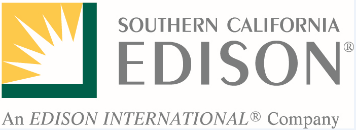 SOUTHERN CALIFORNIA
EDISON®
An EDISON INTERNATIONAL® Company